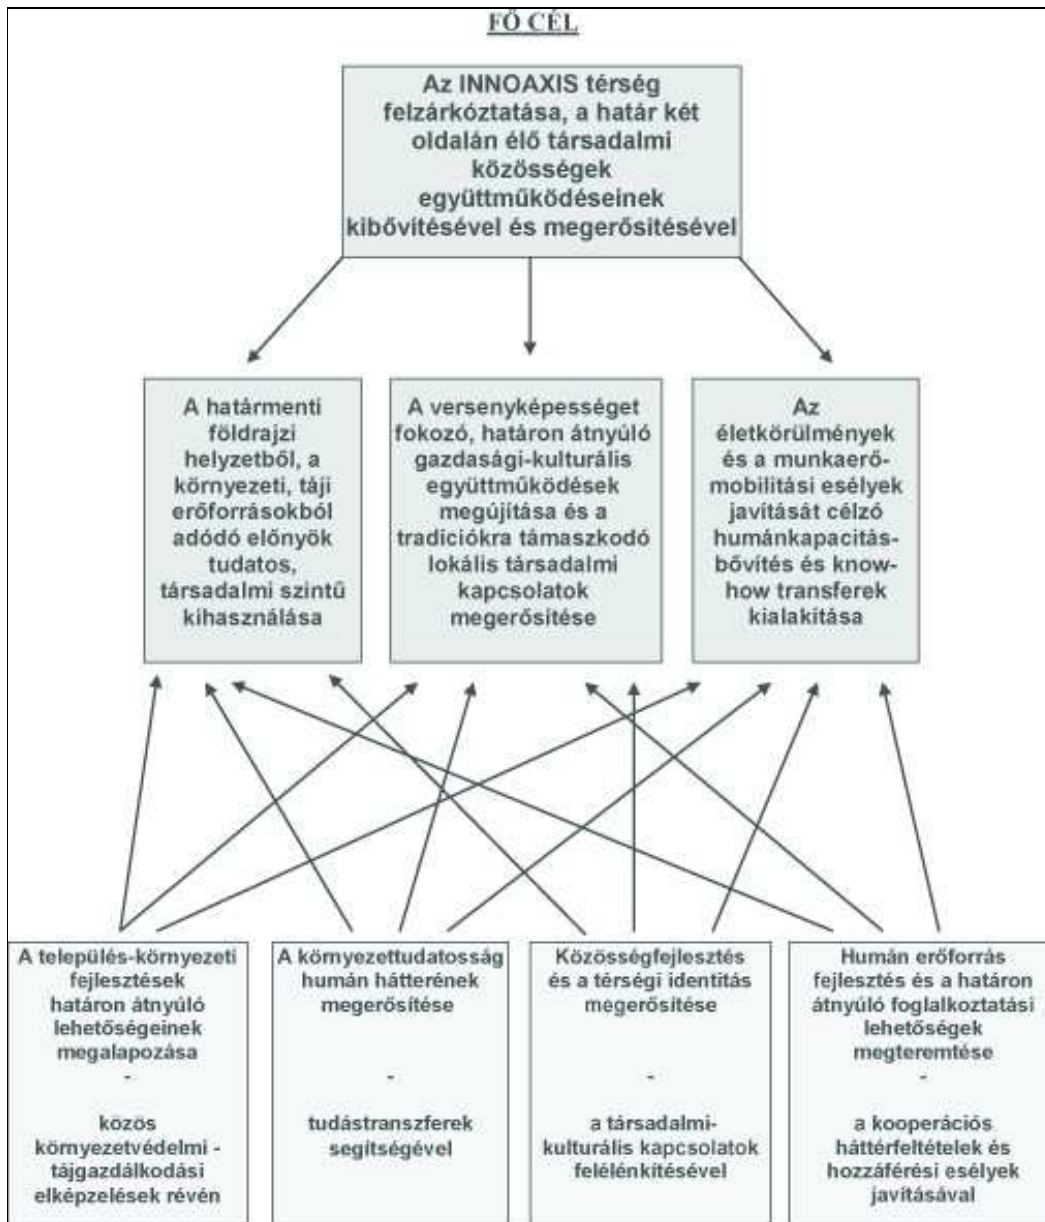 FŐ CÉL
Az INNOAXIS térség
felzárkóztatása, a határ két
oldalán élő társadalmi
közösségek
együttműködéseinek
kibővítésével és megerősitésével
A határmenti
földrajzi
helyzetből, a
környezeti, táji
erőforrásokból
adódó előnyök
tudatos,
társadalmi szintű
kihasználása
A versenyképességet
fokozó, határon átnyúló
gazdasági-kulturális
együttműködések
megújítása és a
tradiciókra támaszkodó
lokális társadalmi
kapcsolatok
megerősitése
Az
életkörülmények
és a munkaerő-
mobilitási esélyek
javítását célzó
humánkapacitás-
bővítés és know-
how transferek
kialakítása
A település-környezeti
fejlesztések
határon átnyúló
lehetőségeinek
megalapozása
-
közös
környezetvédelmi -
tájgazdálkodási
elképzelések révén
A környezettudatosság
humán hátterének
megerősítése
-
tudástranszferek
segítségével
Közösségfejlesztés
és a térségi identitás
megerősítése
-
a társadalmi-
kulturális kapcsolatok
felélénkítésével
Humán erőforrás
fejlesztés és a határon
átnyúló foglalkoztatási
lehetőségek
megteremtése
-
a kooperációs
háttérfeltételek és
hozzáférési esélyek
javításával